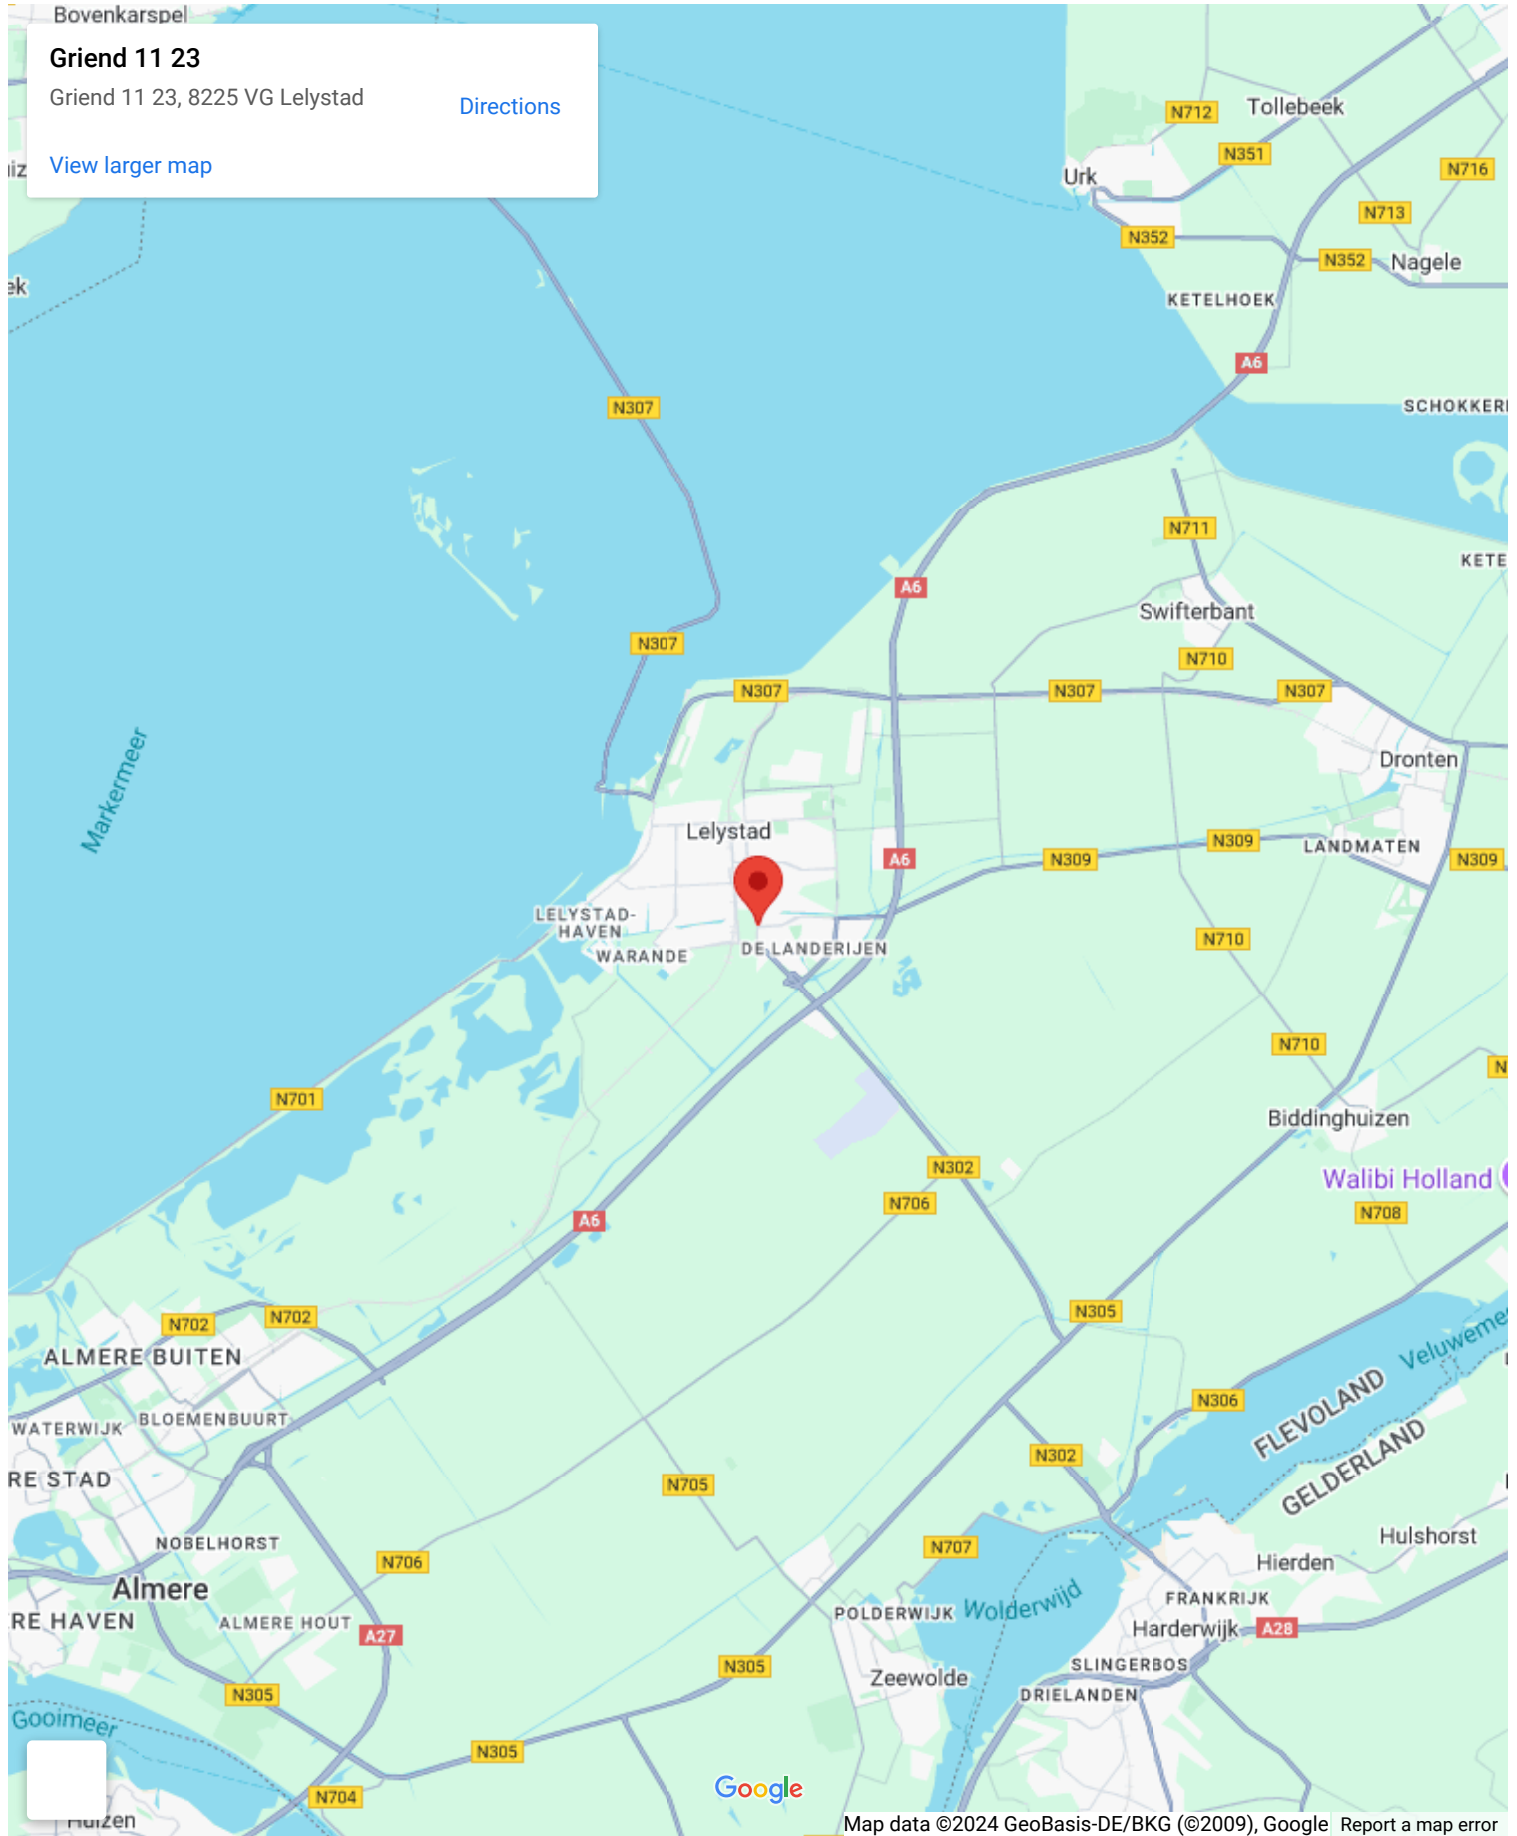 Bovenkarspel
Griend 11 23
Griend 11 23, 8225 VG Lelystad
Directions
View larger map
N712
Tollebeek
N351
N716
Urk
N713
N352
N352
Nagele
KETELHOEK
A6
N307
SCHOKKER
N711
KETE
A6
Swifterbant
N307
N710
N307
N307
N307
Markermeer
Dronten
Lelystad
N309
LANDMATEN
A6
N309
N309
LELYSTAD-
HAVEN
WARANDE
DE LANDERIJEN
N710
N710
N701
Biddinghuizen
N302
Walibi Holland
N706
N708
A6
N305
N702
N702
ALMERE BUITEN
Veluweme
FLEVOLAND
N306
BLOEMENBUURT
WATERWIJK
GELDERLAND
N302
RE STAD
N705
NOBELHORST
N707
Hulshorst
N706
Hierden
Almere
FRANKRIJK
Wolderwijd
POLDERWIJK
RE HAVEN
ALMERE HOUT
A27
Harderwijk
A28
SLINGERBOS
N305
Zeewolde
N305
DRIELANDEN
Gooimeer
N305
Google
N704
Huizen
Map data ©2024 GeoBasis-DE/BKG (©2009), Google
Report a map error